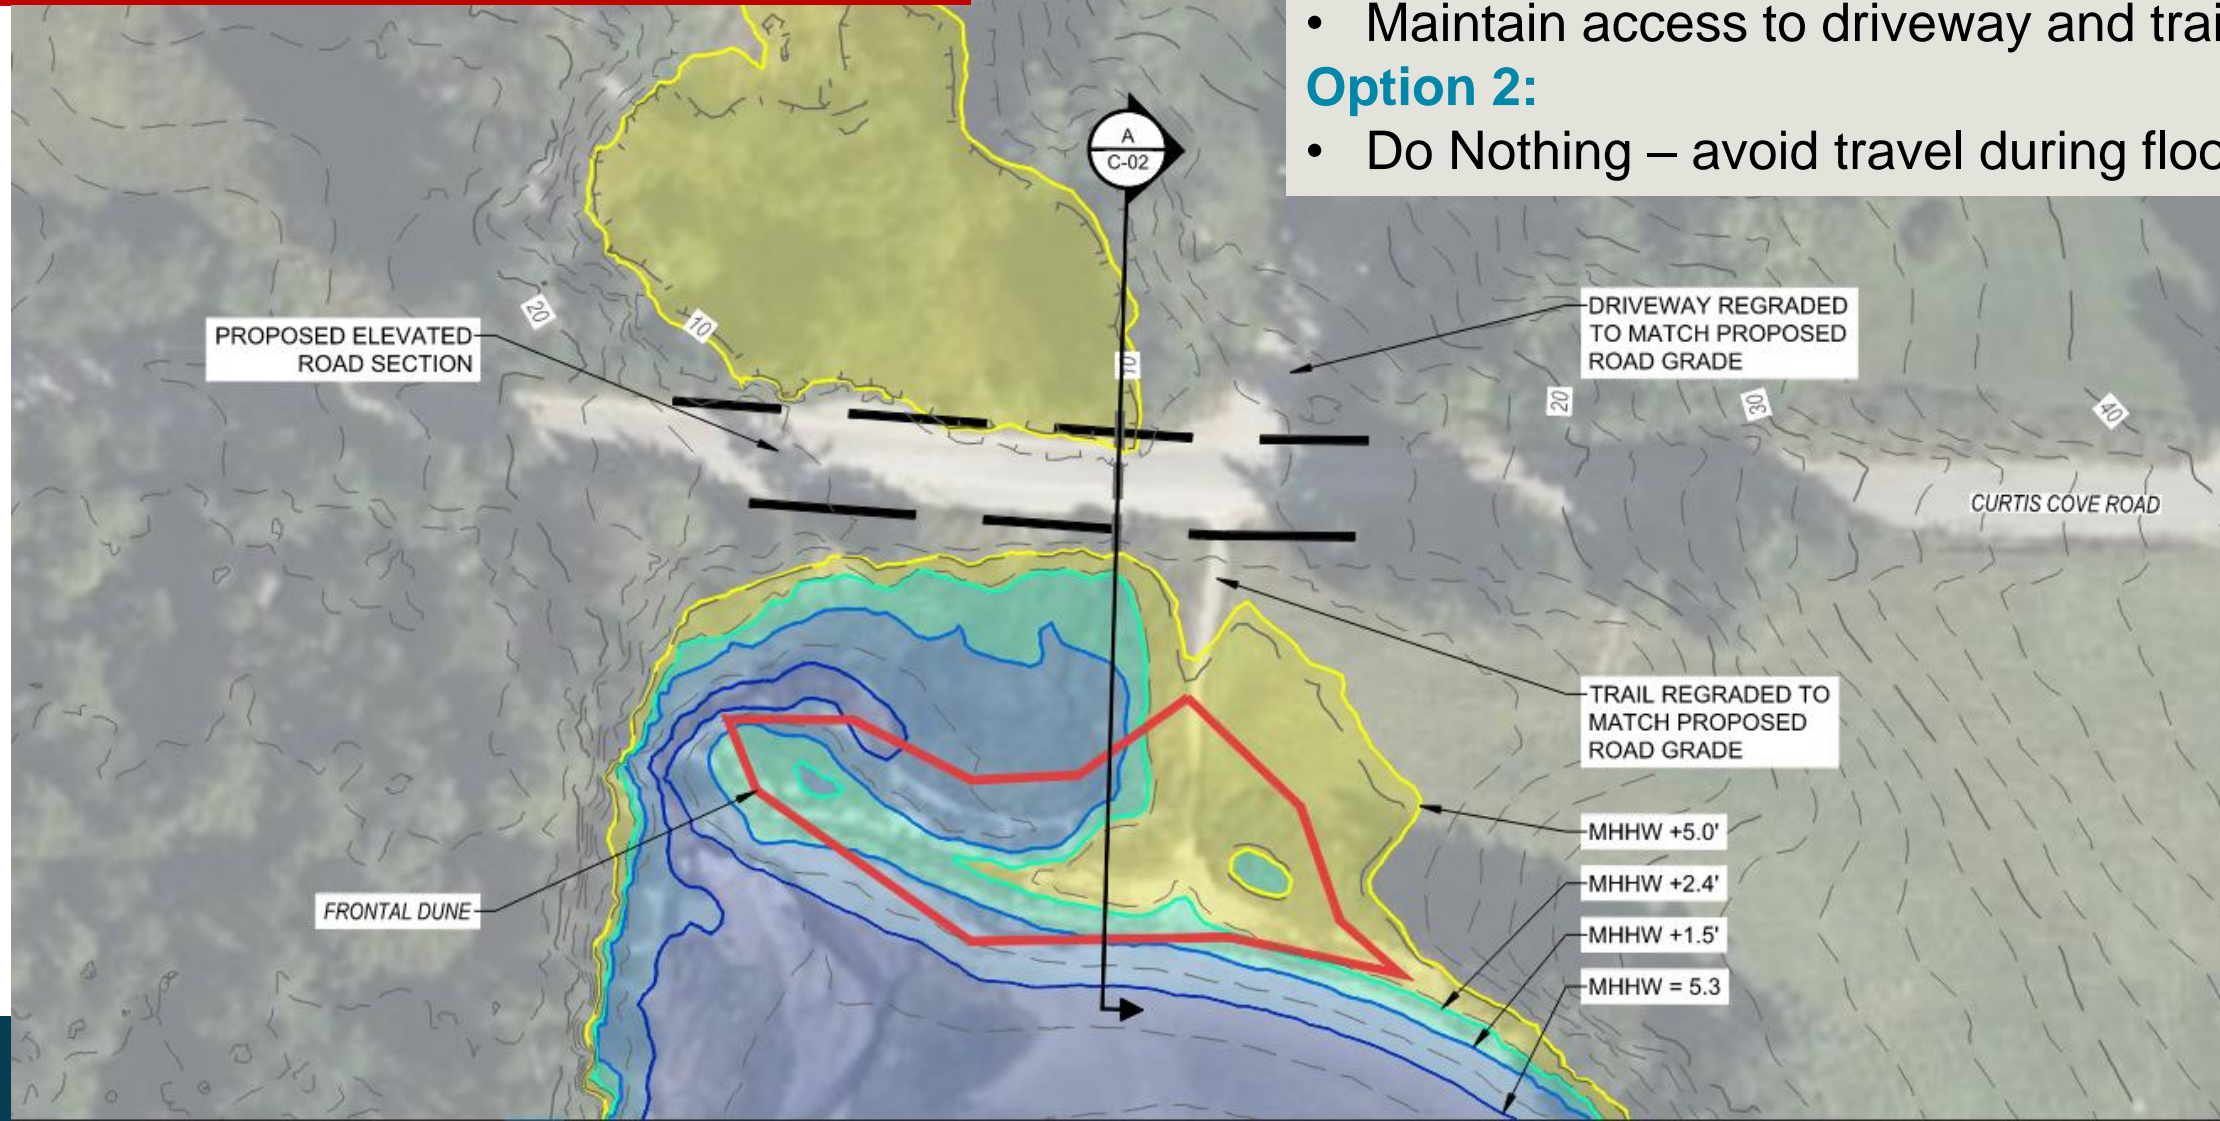 • Maintain access to driveway and trai
Option 2:
• Do Nothing – avoid travel during floo
A
C-02
20
10
10
PROPOSED ELEVATED
ROAD SECTION
DRIVEWAY REGRADED
TO MATCH PROPOSED
ROAD GRADE
20
30
40
CURTIS COVE ROAD
TRAIL REGRADED TO
MATCH PROPOSED
ROAD GRADE
MHHW +5.0'
MHHW +2.4'
FRONTAL DUNE
MHHW +1.5'
MHHW = 5.3